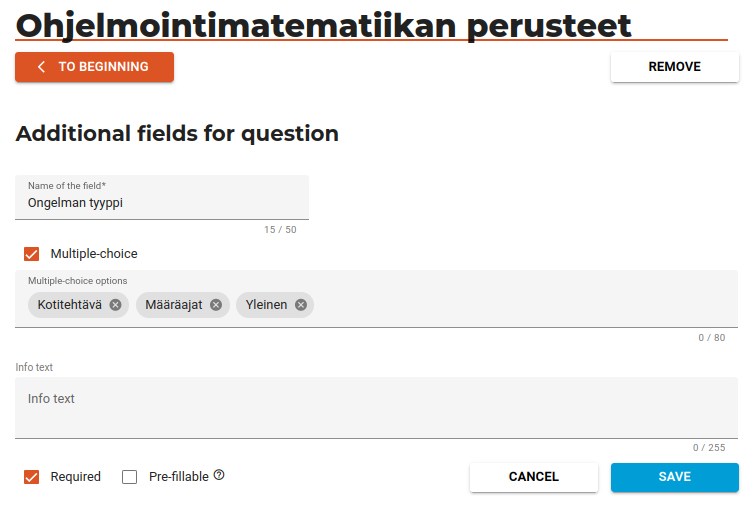 Ohjelmointimatematiikan perusteet
TO BEGINNING
REMOVE
Additional fields for question
Name of the field*
Ongelman tyyppi
15 / 50
Multiple-choice
Multiple-choice options
Kotitehtävä Määräajat Yleinen
0 / 80
Info text
Info text
0 / 255
Required Pre-fillable ?
CANCEL
SAVE